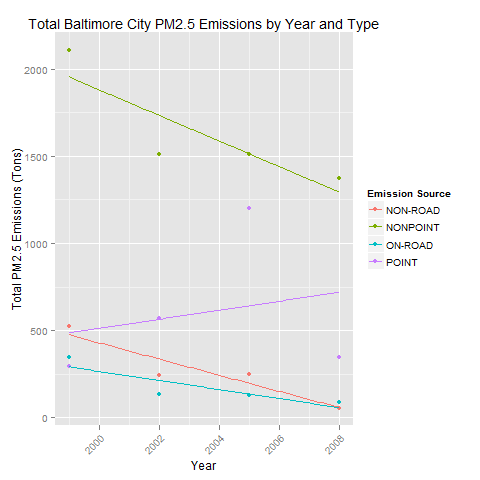 Total Baltimore City PM2.5 Emissions by Year and Type
Total PM2.5 Emissions (Tons)
2000
1500
1000
500
0
2000
2002
2004
2006
2008
Year
Emission Source
NON-ROAD
NONPOINT
ON-ROAD
POINT